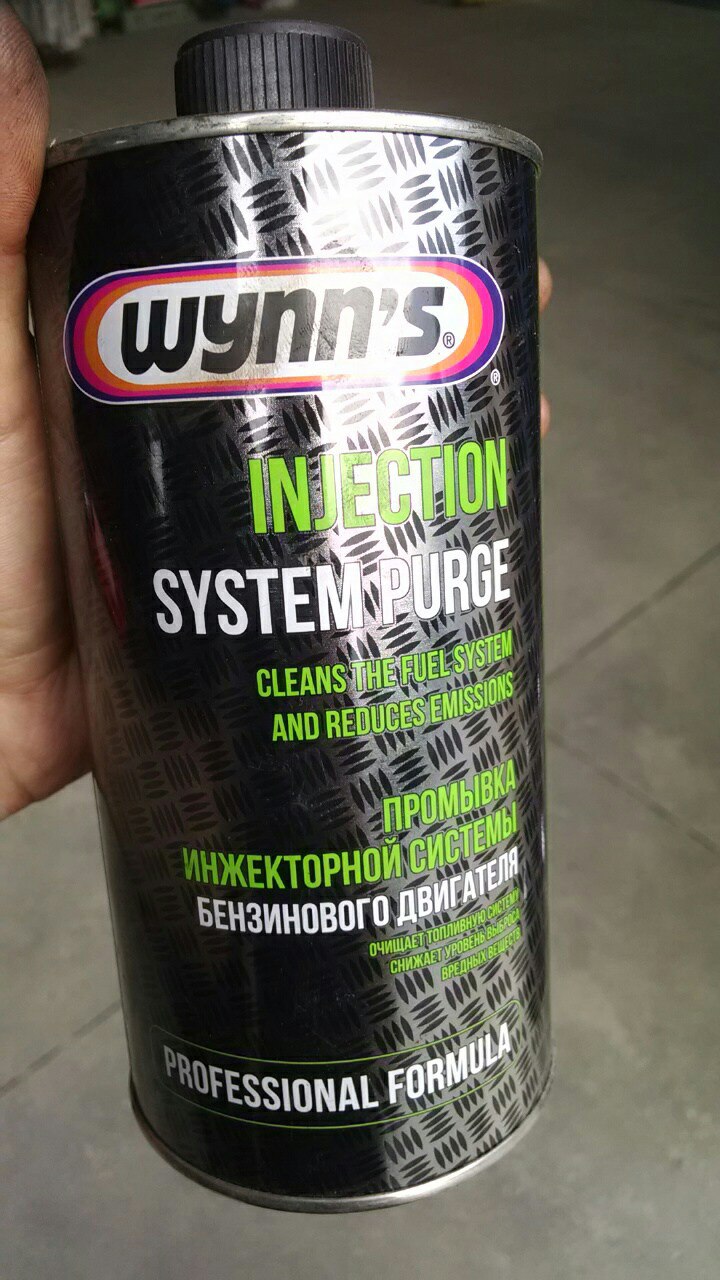 wynn's®
®
INJECTION
SYSTEM PURGE
CLEANS THE FUEL SYSTEM
AND REDUCES EMISSIONS
ПРОМЫВКА
ИНЖЕКТОРНОЙ СИСТЕМЫ
БЕНЗИНОВОГО ДВИГАТЕЛЯ
ОЧИЩАЕТ ТОПЛИВНУЮ СИСТЕМУ
СНИЖАЕТ УРОВЕНЬ ВЫБРОСА
ВРЕДНЫХ ВЕЩЕСТВ
PROFESSIONAL FORMULA